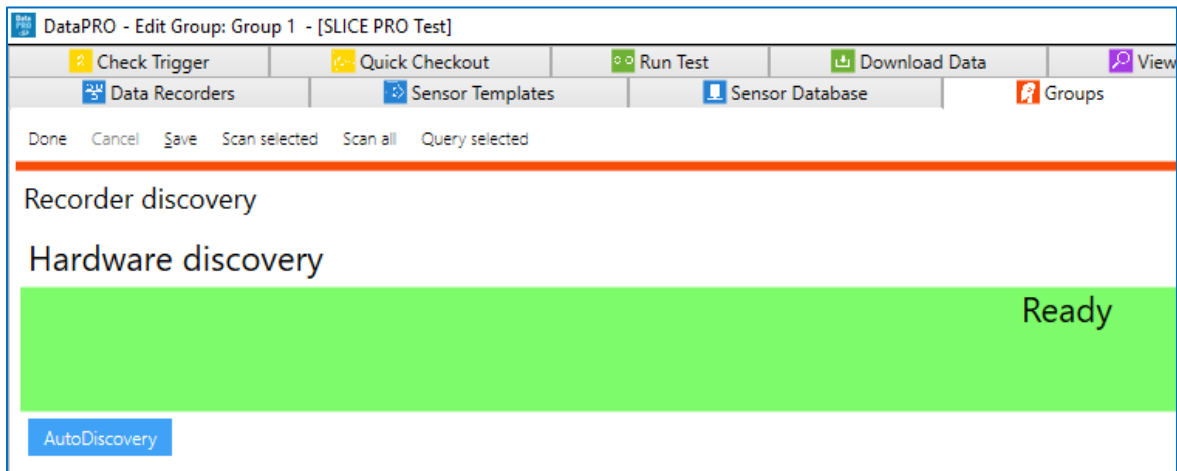 DataPRO - Edit Group: Group 1 - [SLICE PRO Test]
Check Trigger Quick Checkout Run Test Download Data View
Data Recorders Sensor Templates Sensor Database Groups
Done Cancel Save Scan selected Scan all Query selected
Recorder discovery
Hardware discovery
Ready
AutoDiscovery